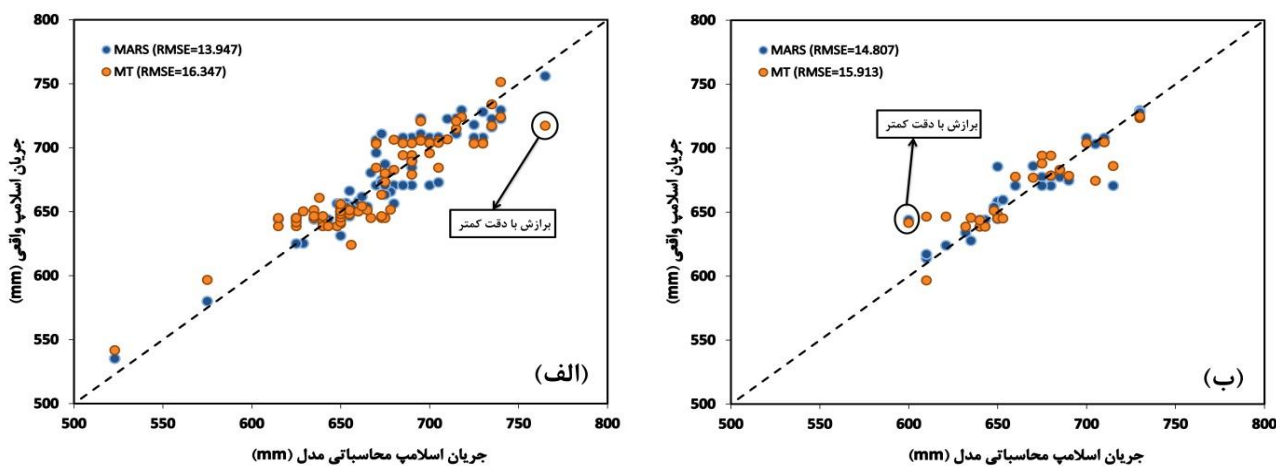 800
750
700
650
600
550
500
500
550
600
650
700
750
800
جریان اسلامپ واقعی (mm)
جریان اسلامپ محاسباتی مدل (mm)
MARS (RMSE=13.947)
MT (RMSE=16.347)
برازش با دقت کمتر
(الف)
800
750
700
650
600
550
500
500
550
600
650
700
750
800
جریان اسلامپ واقعی (mm)
جریان اسلامپ محاسباتی مدل (mm)
MARS (RMSE=14.807)
MT (RMSE=15.913)
برازش با دقت کمتر
(ب)